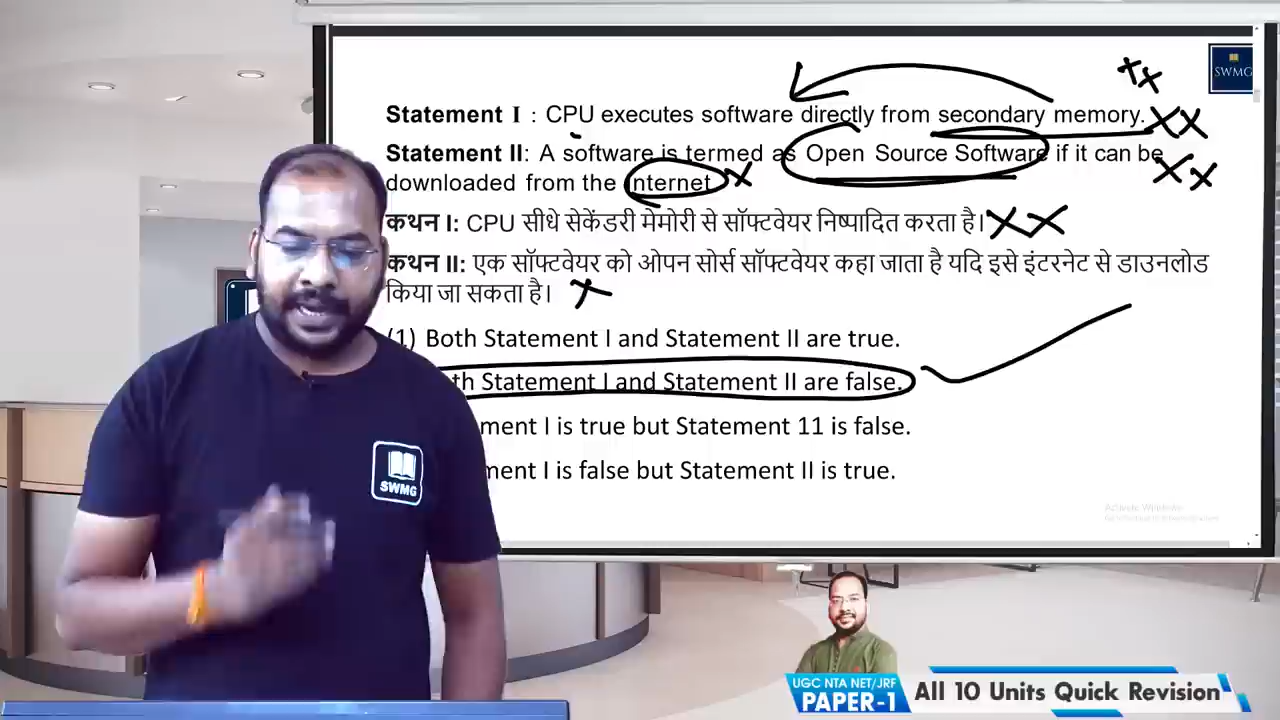 SWMG
Statement I : CPU executes software directly from secondary memory.
Statement II: A software is termed as Open Source Software if it can be
downloaded from the Internet
कथन I: CPU सीधे सेकेंडरी मेमोरी से सॉफ्टवेयर निष्पादित करता है।
कथन II: एक सॉफ्टवेयर को ओपन सोर्स सॉफ्टवेयर कहा जाता है यदि इसे इंटरनेट से डाउनलोड
किया जा सकता है।
(1) Both Statement I and Statement II are true.
Statement I and Statement II are false.
I is true but Statement 11 is false.
I is false but Statement II is true.
SWMG
Activate Windows
UGC NTA NET/JRF
PAPER-1
All 10 Units Quick Revision